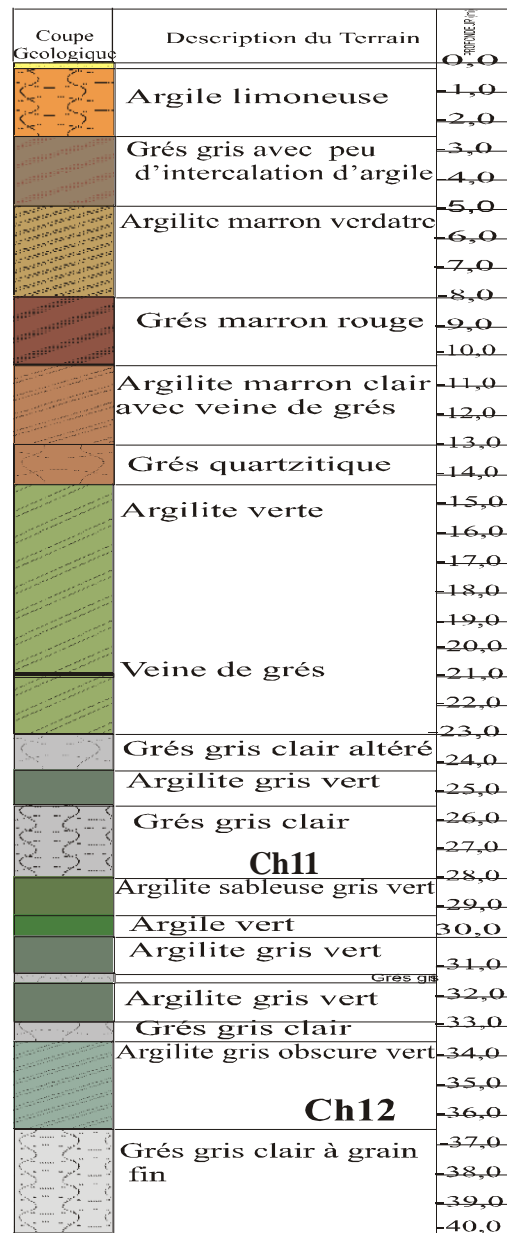 Coupe
Geologique
Description du Terrain
PROFONDEUR (m)
0,0
Argile limoneuse
-1,0
-2,0
Grés gris avec peu
d'intercalation d'argile
-3,0
-4,0
-5,0
Argilite marron verdatre
-6,0
-7,0
-8,0
Grés marron rouge
-9,0
-10,0
Argilite marron clair
avec veine de grés
-11,0
-12,0
-13,0
Grés quartzitique
-14,0
Argilite verte
-15,0
-16,0
-17,0
-18,0
-19,0
-20,0
Veine de grés
-21,0
-22,0
-23,0
Grés gris clair altéré
-24,0
Argilite gris vert
-25,0
Grés gris clair
-26,0
Ch11
-27,0
-28,0
Argilite sableuse gris vert
-29,0
Argile vert
30,0
Argilite gris vert
-31,0
Grés gris
Argilite gris vert
-32,0
Grés gris clair
-33,0
Argilite gris obscure vert
-34,0
-35,0
Ch12
-36,0
Grés gris clair à grain
fin
-37,0
-38,0
-39,0
-40,0